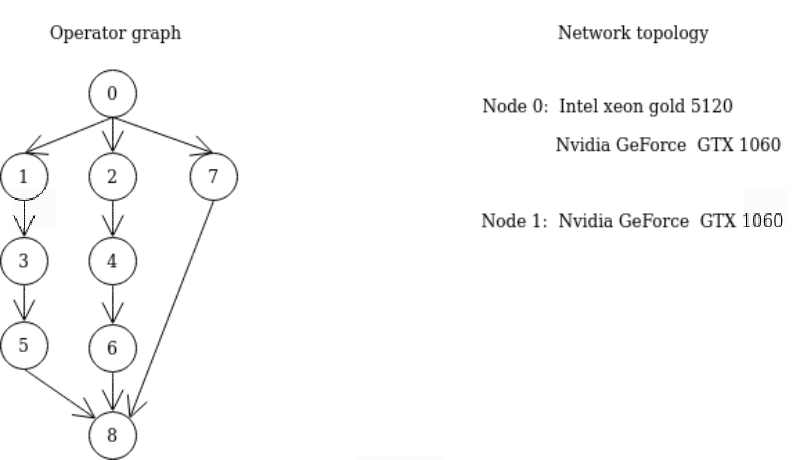 Operator graph
Network topology
0
Node 0: Intel xeon gold 5120
Nvidia GeForce GTX 1060
1
2
7
Node 1: Nvidia GeForce GTX 1060
3
4
5
6
8